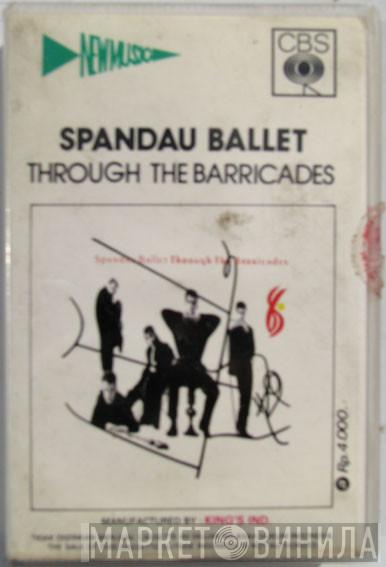 NEW MUSIC
CBS
SPANDAU BALLET
THROUGH THE BARRICADES
Spandau Ballet Through The Barricades
Rp.4.000.-
MANUFACTURED BY : KING'S IND.
МАРКЕТ ВИНИЛА